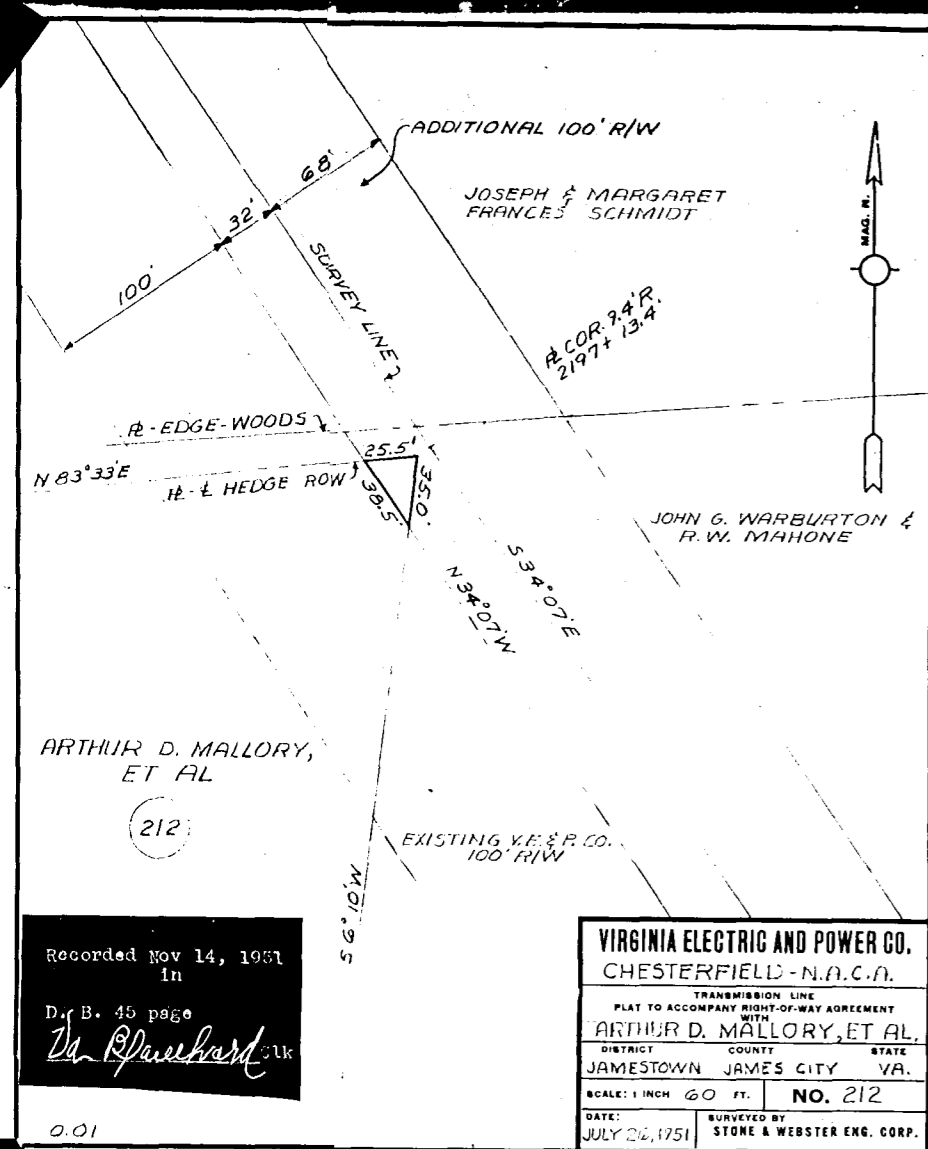 ADDITIONAL 100' R/W
68'
JOSEPH & MARGARET
FRANCES SCHMIDT
MAG. N.
32'
100'
SURVEY LINE
PL COR. 9.4' R.
2197+13.4
PL-EDGE-WOODS
25.5'
N 83°33'E
PL-℄ HEDGE ROW
38.5'
35.0'
JOHN G. WARBURTON &
R.W. MAHONE
S 34°07'E
N 34°07'W
ARTHUR D. MALLORY,
ET AL
212
EXISTING V.E.& P. CO.
100' R/W
S 6°10'W
Recorded Nov 14, 1951
in
D. B. 45 page
Clk
0.01
VIRGINIA ELECTRIC AND POWER CO.
CHESTERFIELD - N.A.C.A.
TRANSMISSION LINE
PLAT TO ACCOMPANY RIGHT-OF-WAY AGREEMENT
WITH
ARTHUR D. MALLORY, ET AL.
DISTRICT COUNTY STATE
JAMESTOWN JAMES CITY VA.
SCALE: 1 INCH 60 FT. NO. 212
DATE: SURVEYED BY
JULY 26, 1951 STONE & WEBSTER ENG. CORP.